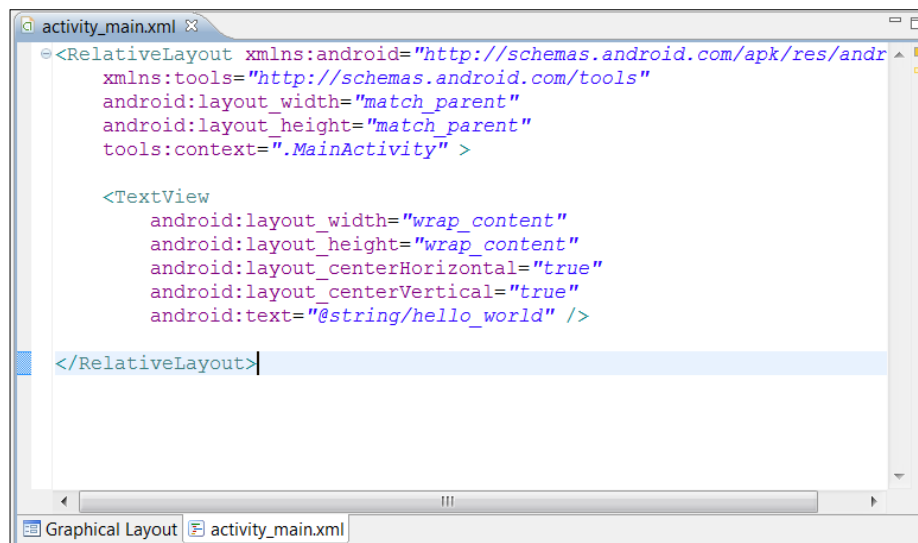 activity_main.xml
<RelativeLayout xmlns:android="http://schemas.android.com/apk/res/andr
    xmlns:tools="http://schemas.android.com/tools"
    android:layout_width="match_parent"
    android:layout_height="match_parent"
    tools:context=".MainActivity" >
    <TextView
        android:layout_width="wrap_content"
        android:layout_height="wrap_content"
        android:layout_centerHorizontal="true"
        android:layout_centerVertical="true"
        android:text="@string/hello_world" />
</RelativeLayout>
Graphical Layout activity_main.xml